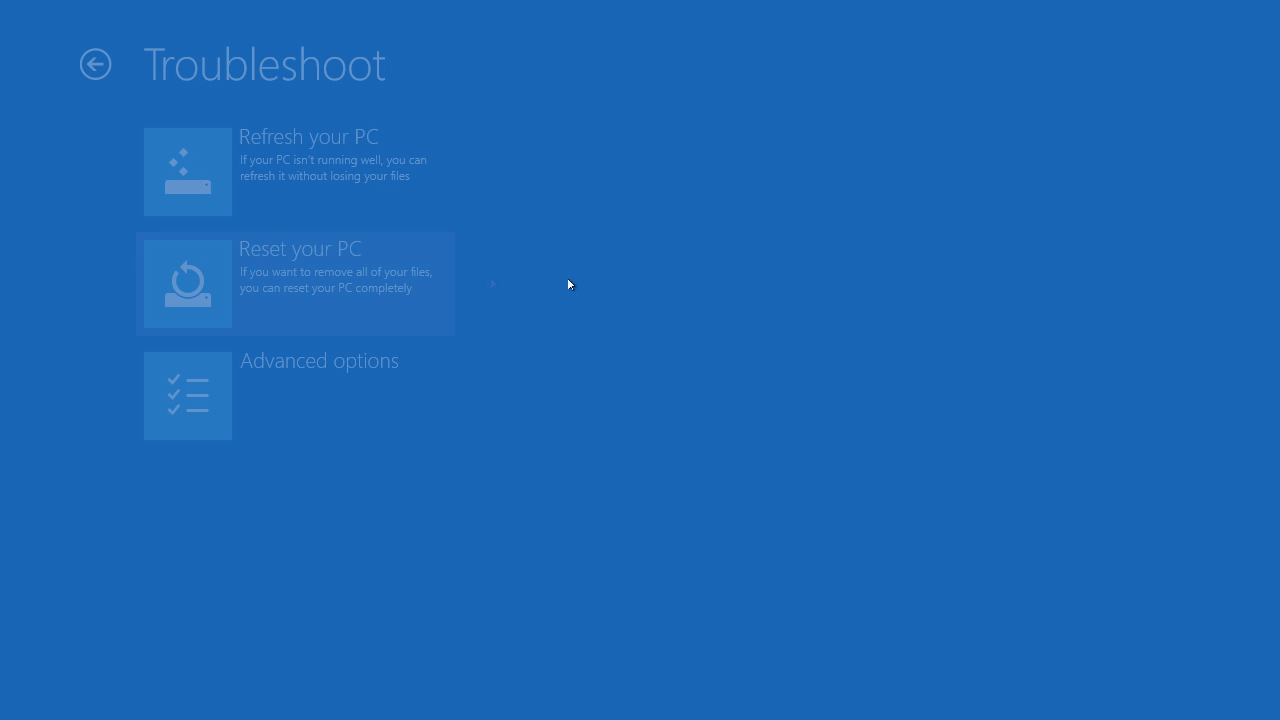 Troubleshoot
Refresh your PC
If your PC isn't running well, you can
refresh it without losing your files
Reset your PC
If you want to remove all of your files,
you can reset your PC completely
Advanced options